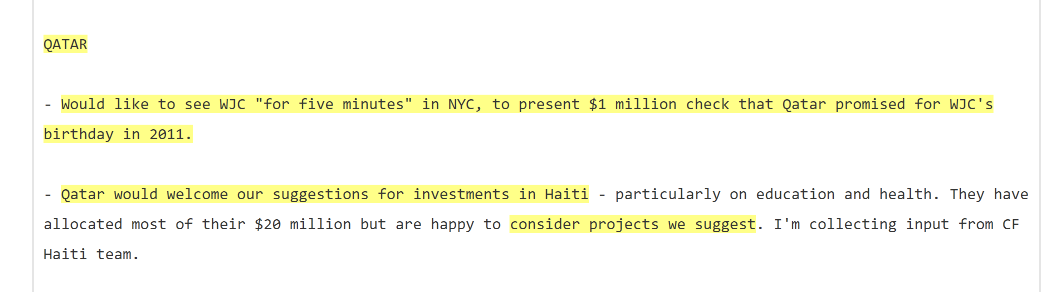 QATAR
- Would like to see WJC "for five minutes" in NYC, to present $1 million check that Qatar promised for WJC's
birthday in 2011.
- Qatar would welcome our suggestions for investments in Haiti - particularly on education and health. They have
allocated most of their $20 million but are happy to consider projects we suggest. I'm collecting input from CF
Haiti team.